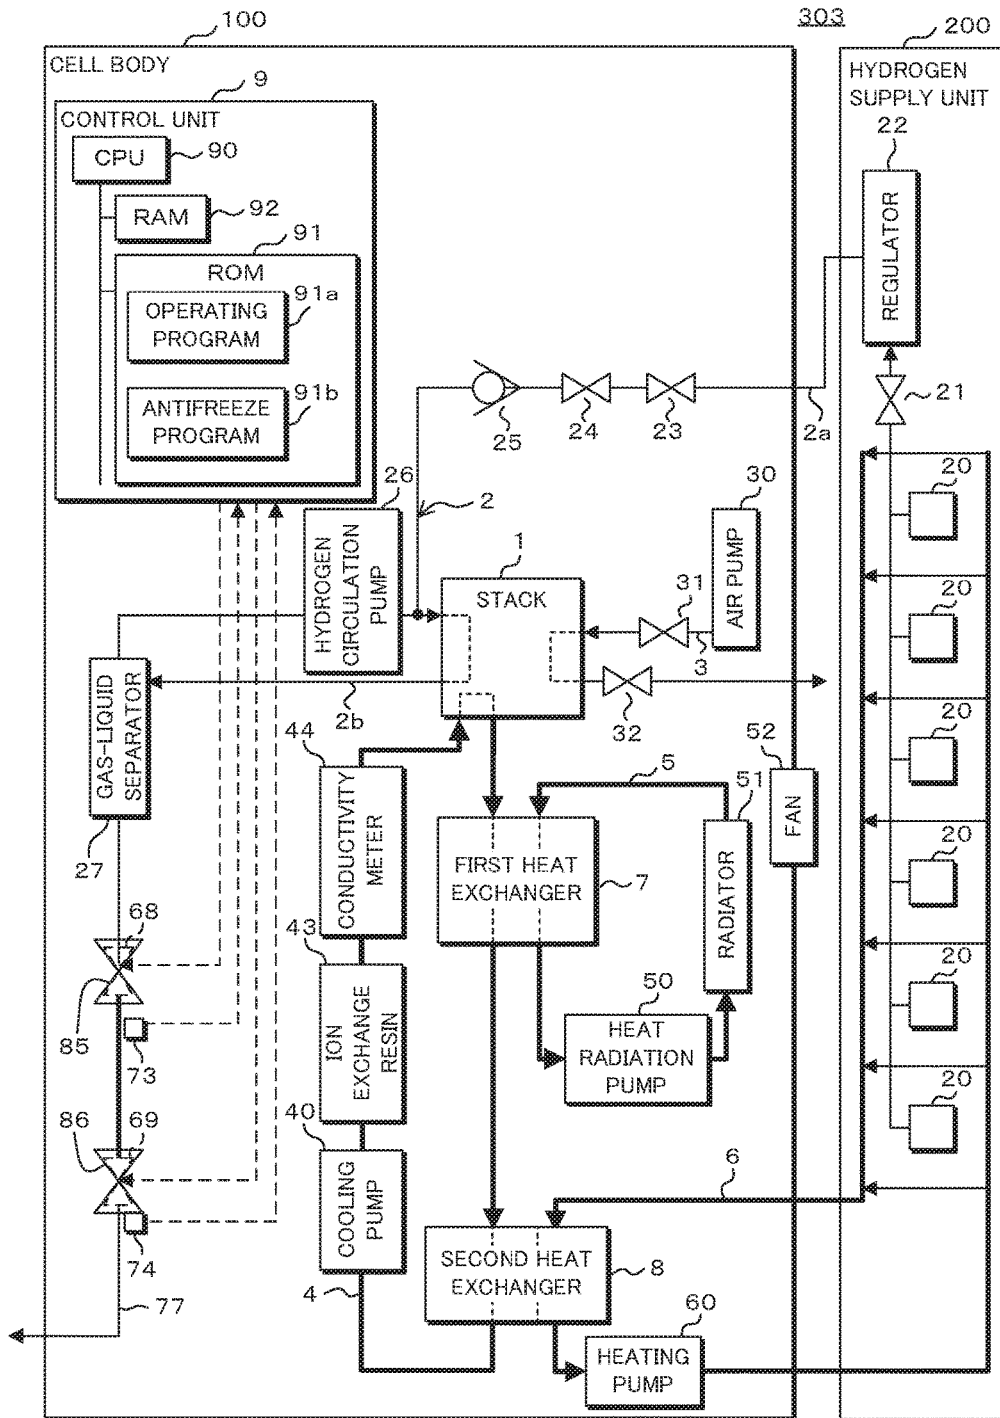 100
303
200
CELL BODY
HYDROGEN
SUPPLY UNIT
9
CONTROL UNIT
22
CPU
90
RAM
92
91
ROM
REGULATOR
OPERATING
PROGRAM
91a
ANTIFREEZE
PROGRAM
91b
25
24
23
2a
21
26
2
30
20
HYDROGEN
CIRCULATION
PUMP
1
STACK
31
AIR PUMP
3
20
GAS-LIQUID
SEPARATOR
2b
32
20
44
5
51
52
FAN
27
CONDUCTIVITY
METER
FIRST HEAT
EXCHANGER
7
RADIATOR
20
68
43
85
73
ION
EXCHANGE
RESIN
50
HEAT
RADIATION
PUMP
20
86
69
40
20
COOLING
PUMP
6
74
SECOND HEAT
EXCHANGER
8
4
77
60
HEATING
PUMP